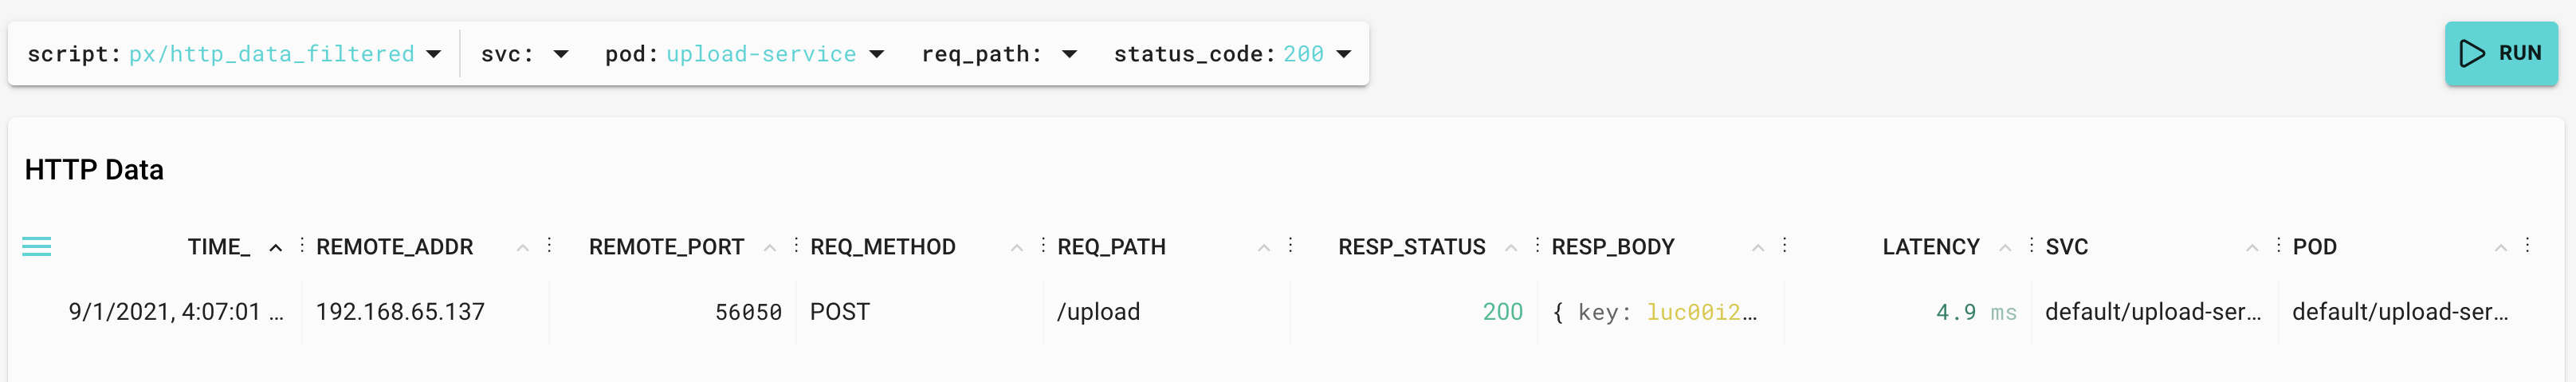 script: px/http_data_filtered svc: pod: upload-service req_path: status_code: 200 RUN
HTTP Data
TIME_ REMOTE_ADDR REMOTE_PORT REQ_METHOD REQ_PATH RESP_STATUS RESP_BODY LATENCY SVC POD
9/1/2021, 4:07:01 ... 192.168.65.137 56050 POST /upload 200 { key: luc00i2... 4.9 ms default/upload-ser... default/upload-ser...